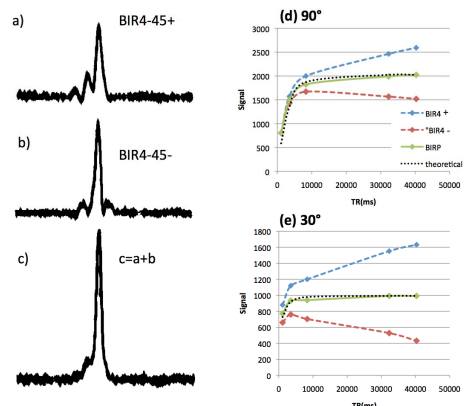 a)
BIR4-45+
b)
BIR4-45-
c)
c=a+b
(d) 90°
3000
2500
2000
1500
1000
500
0
Signal
0 10000 20000 30000 40000 50000
TR(ms)
BIR4 +
"BIR4 -
BIRP
theoretical
(e) 30°
1800
1600
1400
1200
1000
800
600
400
200
0
Signal
0 10000 20000 30000 40000 50000
TR(ms)